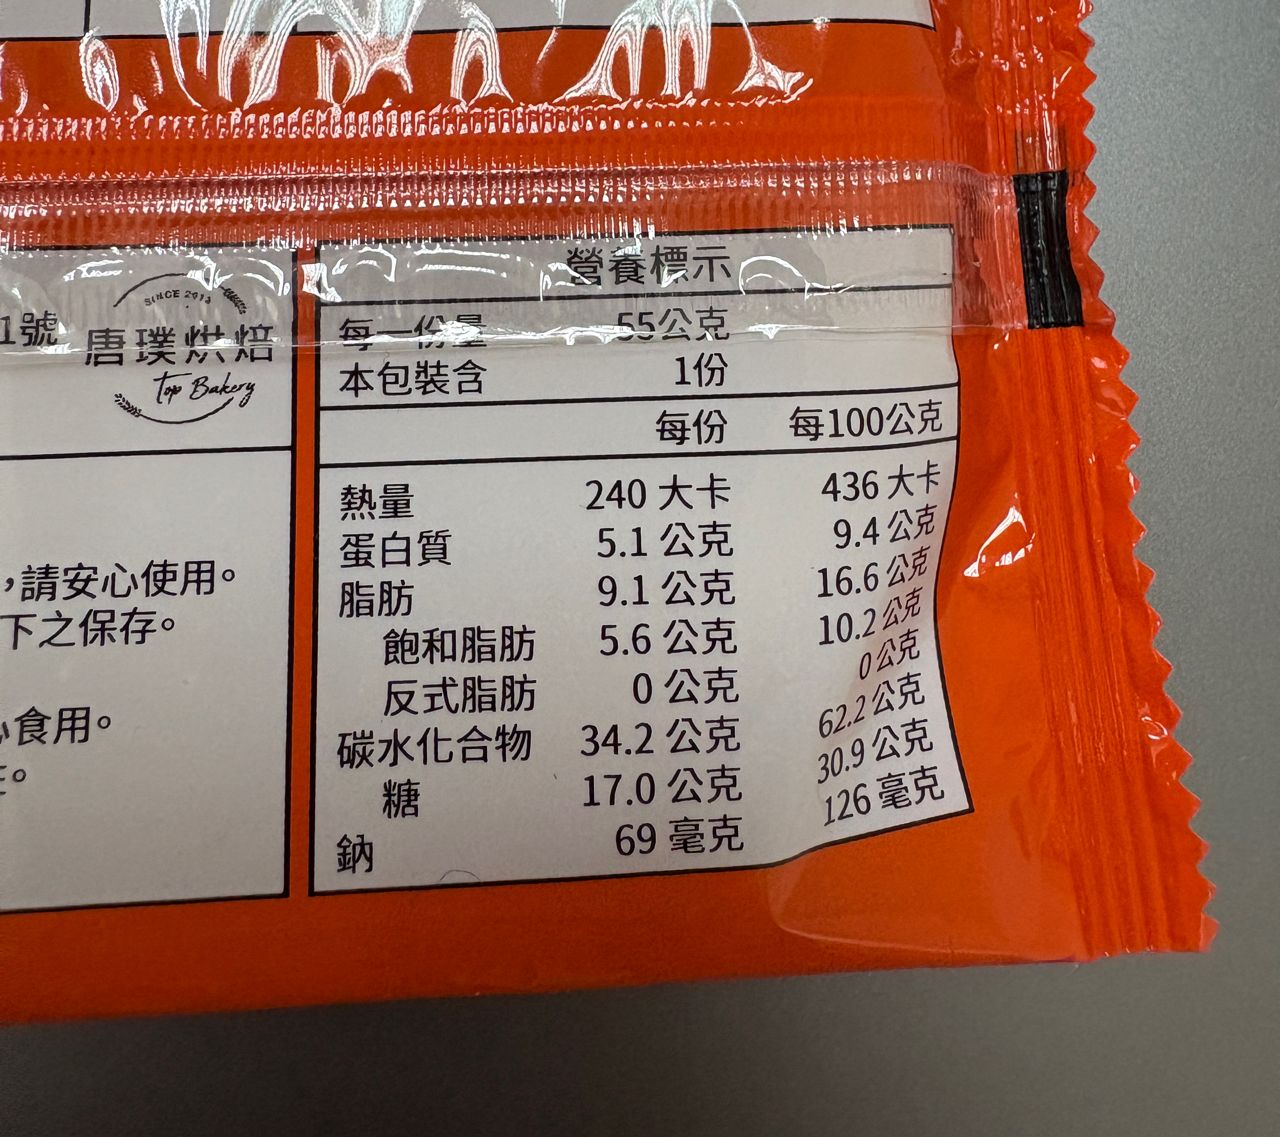 1號
SINCE 2013
唐璞烘焙
Top Bakery
,請安心使用。
下之保存。
心食用。
營養標示
每一份量 55公克
本包裝含 1份
每份 每100公克
熱量 240 大卡 436 大卡
蛋白質 5.1 公克 9.4 公克
脂肪 9.1 公克 16.6 公克
飽和脂肪 5.6 公克 10.2 公克
反式脂肪 0 公克 0 公克
碳水化合物 34.2 公克 62.2 公克
糖 17.0 公克 30.9 公克
鈉 69 毫克 126 毫克